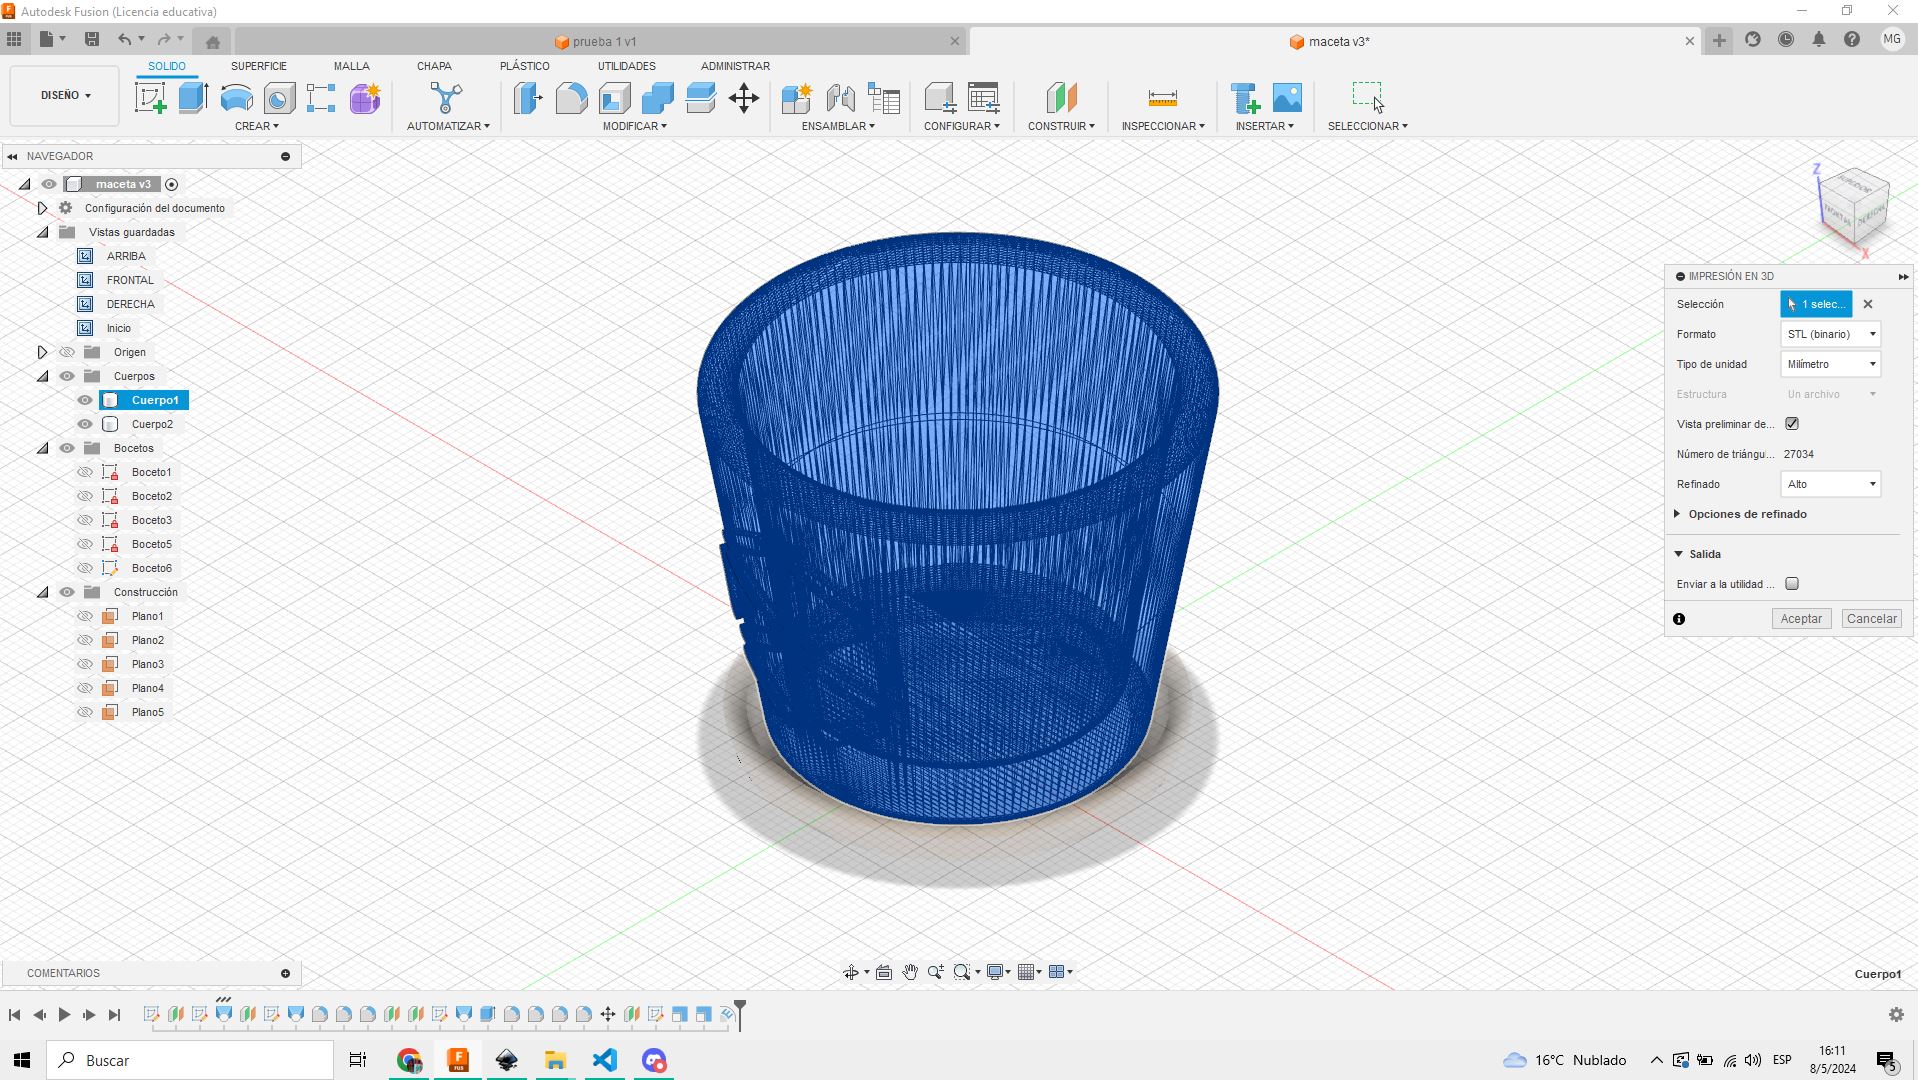 Autodesk Fusion (Licencia educativa)
prueba 1 v1
maceta v3*
MG
DISEÑO
SOLIDO
SUPERFICIE
MALLA
CHAPA
PLÁSTICO
UTILIDADES
ADMINISTRAR
CREAR
AUTOMATIZAR
MODIFICAR
ENSAMBLAR
CONFIGURAR
CONSTRUIR
INSPECCIONAR
INSERTAR
SELECCIONAR
NAVEGADOR
maceta v3
Configuración del documento
Vistas guardadas
ARRIBA
FRONTAL
DERECHA
Inicio
Origen
Cuerpos
Cuerpo1
Cuerpo2
Bocetos
Boceto1
Boceto2
Boceto3
Boceto5
Boceto6
Construcción
Plano1
Plano2
Plano3
Plano4
Plano5
Z
SUPERIOR
FRONTAL
DERECHA
X
IMPRESIÓN EN 3D
Selección
1 selec...
Formato
STL (binario)
Tipo de unidad
Milímetro
Estructura
Un archivo
Vista preliminar de...
Número de triángu...
27034
Refinado
Alto
Opciones de refinado
Salida
Enviar a la utilidad ...
Aceptar
Cancelar
COMENTARIOS
Cuerpo1
Buscar
F
FUS
16°C Nublado
ESP
16:11
8/5/2024
5